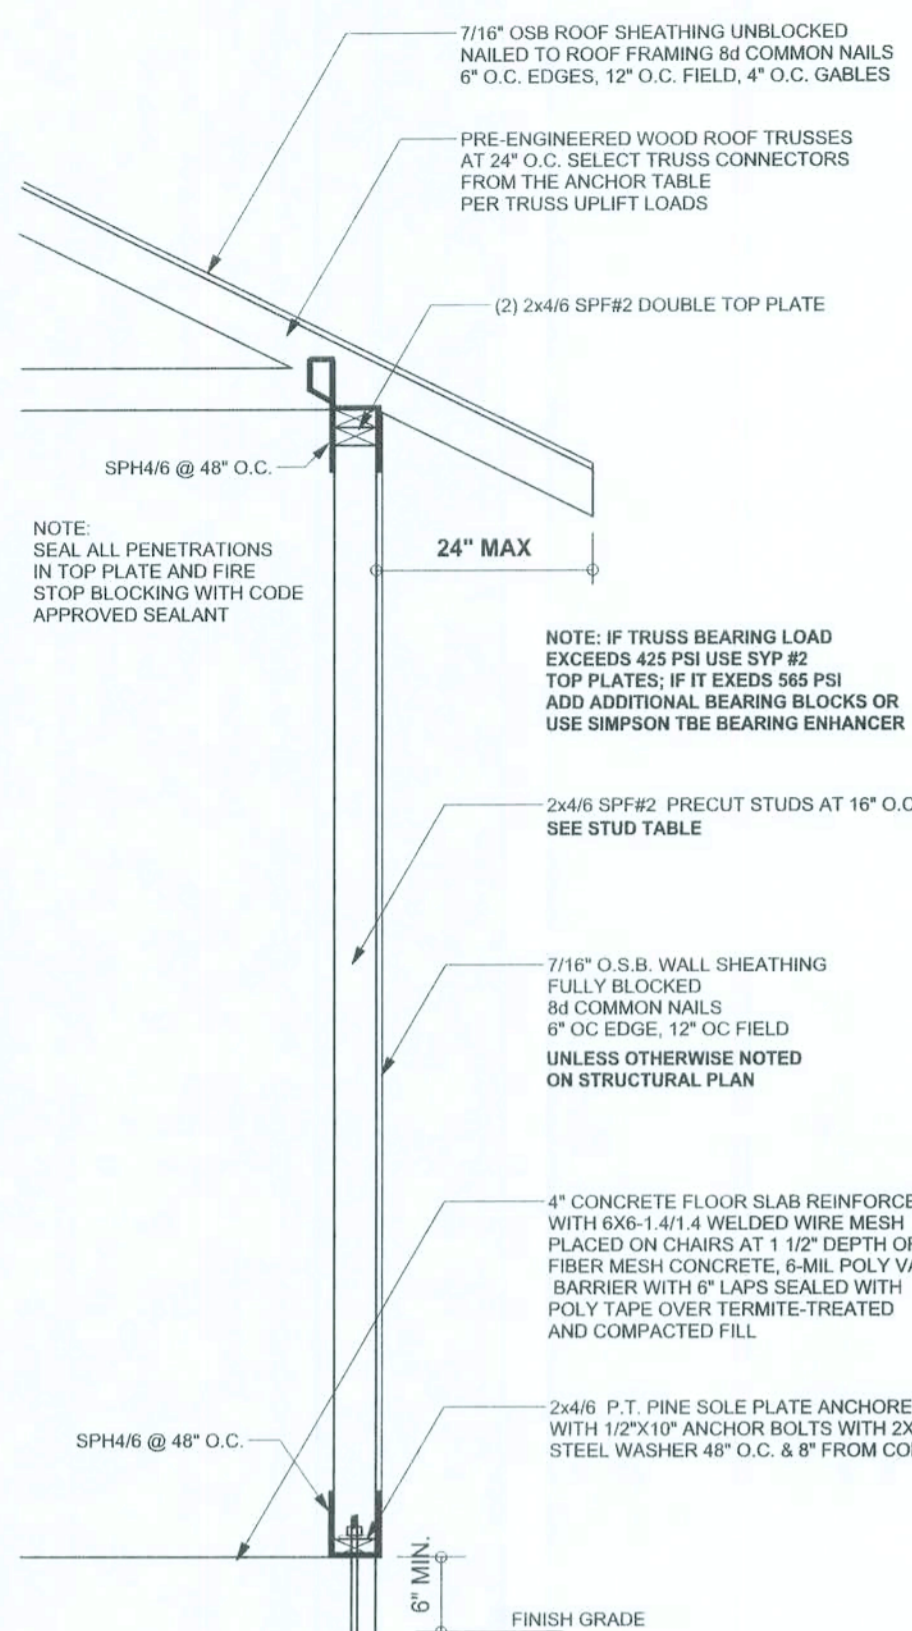 7/16" OSB ROOF SHEATHING UNBLOCKED
NAILED TO ROOF FRAMING 8d COMMON NAILS
6" O.C. EDGES, 12" O.C. FIELD, 4" O.C. GABLES
PRE-ENGINEERED WOOD ROOF TRUSSES
AT 24" O.C. SELECT TRUSS CONNECTORS
FROM THE ANCHOR TABLE
PER TRUSS UPLIFT LOADS
(2) 2x4/6 SPF#2 DOUBLE TOP PLATE
SPH4/6 @ 48" O.C.
NOTE:
SEAL ALL PENETRATIONS
IN TOP PLATE AND FIRE
STOP BLOCKING WITH CODE
APPROVED SEALANT
24" MAX
NOTE: IF TRUSS BEARING LOAD
EXCEEDS 425 PSI USE SYP #2
TOP PLATES; IF IT EXEDS 565 PSI
ADD ADDITIONAL BEARING BLOCKS OR
USE SIMPSON TBE BEARING ENHANCER
2x4/6 SPF#2 PRECUT STUDS AT 16" O.C
SEE STUD TABLE
7/16" O.S.B. WALL SHEATHING
FULLY BLOCKED
8d COMMON NAILS
6" OC EDGE, 12" OC FIELD
UNLESS OTHERWISE NOTED
ON STRUCTURAL PLAN
4" CONCRETE FLOOR SLAB REINFORCE
WITH 6X6-1.4/1.4 WELDED WIRE MESH
PLACED ON CHAIRS AT 1 1/2" DEPTH OR
FIBER MESH CONCRETE, 6-MIL POLY VA
BARRIER WITH 6" LAPS SEALED WITH
POLY TAPE OVER TERMITE-TREATED
AND COMPACTED FILL
2x4/6 P.T. PINE SOLE PLATE ANCHORE
WITH 1/2"X10" ANCHOR BOLTS WITH 2X
STEEL WASHER 48" O.C. & 8" FROM CO
SPH4/6 @ 48" O.C.
6" MIN.
FINISH GRADE